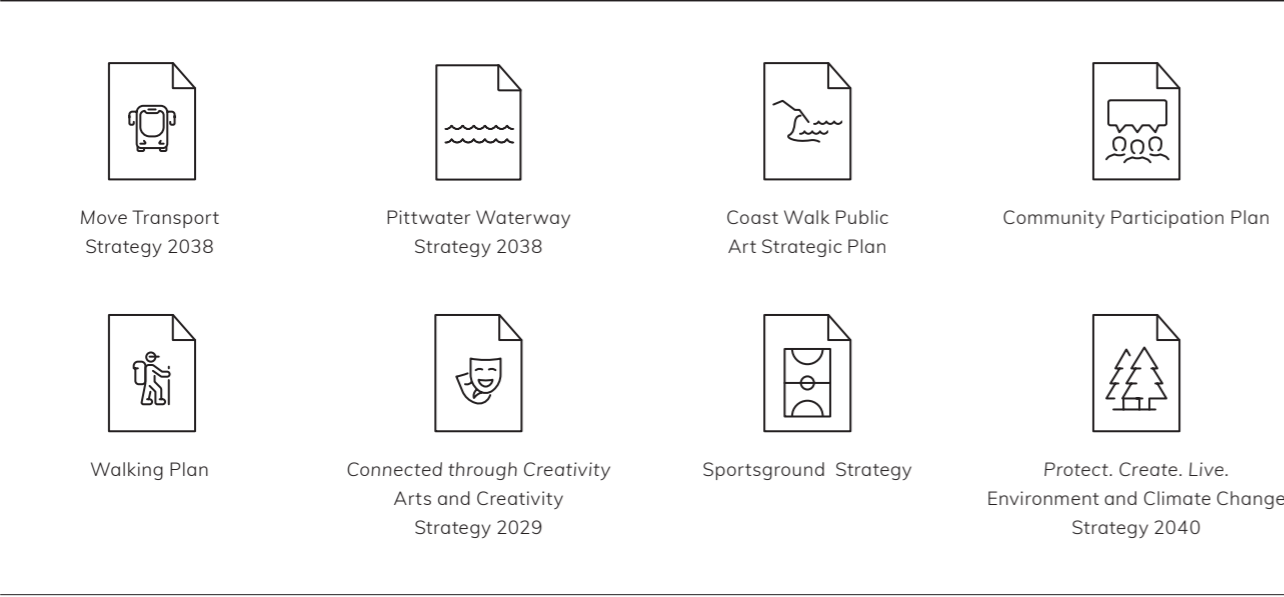 Move Transport
Strategy 2038
Pittwater Waterway
Strategy 2038
Coast Walk Public
Art Strategic Plan
Community Participation Plan
Walking Plan
Connected through Creativity
Arts and Creativity
Strategy 2029
Sportsground Strategy
Protect. Create. Live.
Environment and Climate Change
Strategy 2040